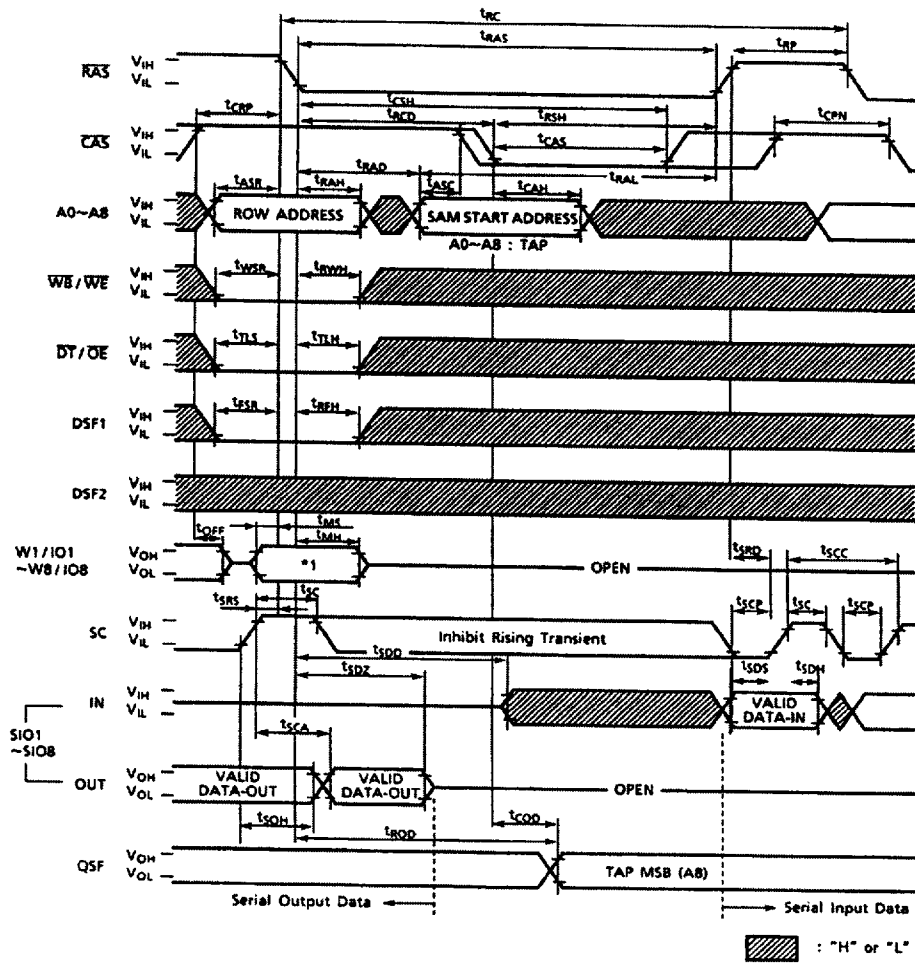 tRC
tRAS
tRP
RAS VIH VIL
tCRP tCSH
tRCD tRSH tCPN
CAS VIH VIL
tCAS
tRAD tRAL
tASR tRAH tASC tCAH
A0~A8 VIH VIL ROW ADDRESS SAM START ADDRESS
A0~A8 : TAP
WB/WE VIH VIL tWSR tRWH
DT/OE VIH VIL tTLS tTLH
DSF1 VIH VIL tFSR tRFH
DSF2 VIH VIL
tOFF tMS
tMH
W1/IO1 ~W8/IO8 VOH VOL *1 OPEN tSRD tSCC
tSRS tSC tSCP tSC tSCP
SC VIH VIL Inhibit Rising Transient
tSDD
tSDZ tSDS tSDH
IN VIH VIL VALID DATA-IN
SIO1 ~SIO8
tSCA
OUT VOH VOL VALID DATA-OUT VALID DATA-OUT OPEN
tSOH tROD tCQD
QSF VOH VOL TAP MSB (A8)
Serial Output Data Serial Input Data
: "H" or "L"